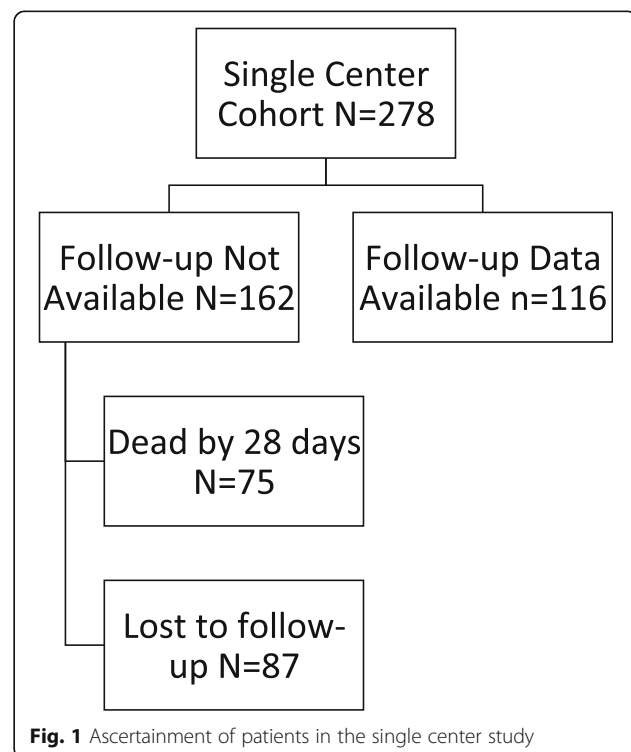 Single Center
Cohort N=278
Follow-up Not
Available N=162
Follow-up Data
Available n=116
Dead by 28 days
N=75
Lost to follow-
up N=87
Fig. 1 Ascertainment of patients in the single center study